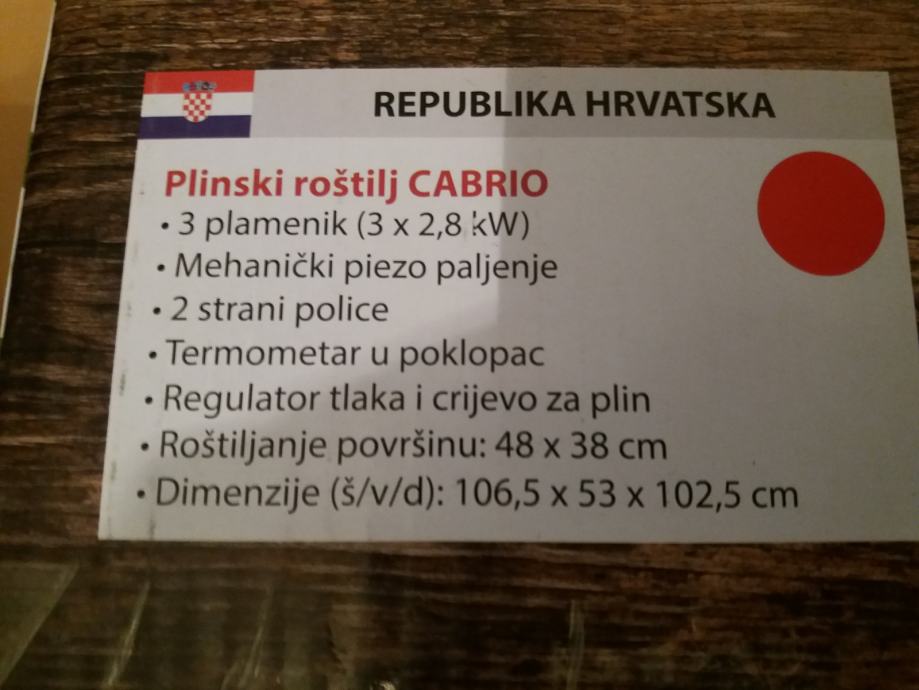 REPUBLIKA HRVATSKA
Plinski roštilj CABRIO
• 3 plamenik (3 x 2,8 kW)
• Mehanički piezo paljenje
• 2 strani police
• Termometar u poklopac
• Regulator tlaka i crijevo za plin
• Roštiljanje površinu: 48 x 38 cm
• Dimenzije (š/v/d): 106,5 x 53 x 102,5 cm